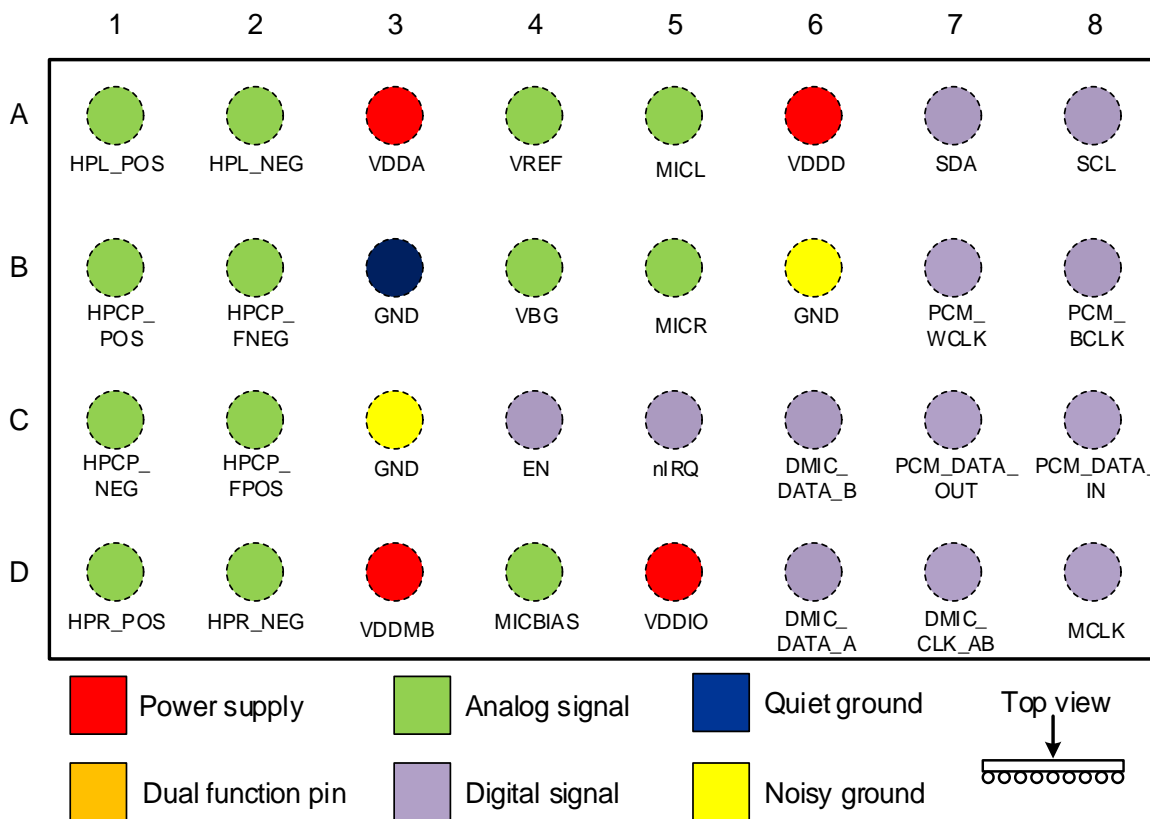 1 2 3 4 5 6 7 8
A
HPL_POS HPL_NEG VDDA VREF MICL VDDD SDA SCL
B
HPCP_ HPCP_ GND VBG MICR GND PCM_ PCM_
POS FNEG WCLK BCLK
C
HPCP_ HPCP_ GND EN nIRQ DMIC_ PCM_DATA_ PCM_DATA_
NEG FPOS DATA_B OUT IN
D
HPR_POS HPR_NEG VDDMB MICBIAS VDDIO DMIC_ DMIC_ MCLK
DATA_A CLK_AB
Power supply Analog signal Quiet ground Top view
Dual function pin Digital signal Noisy ground